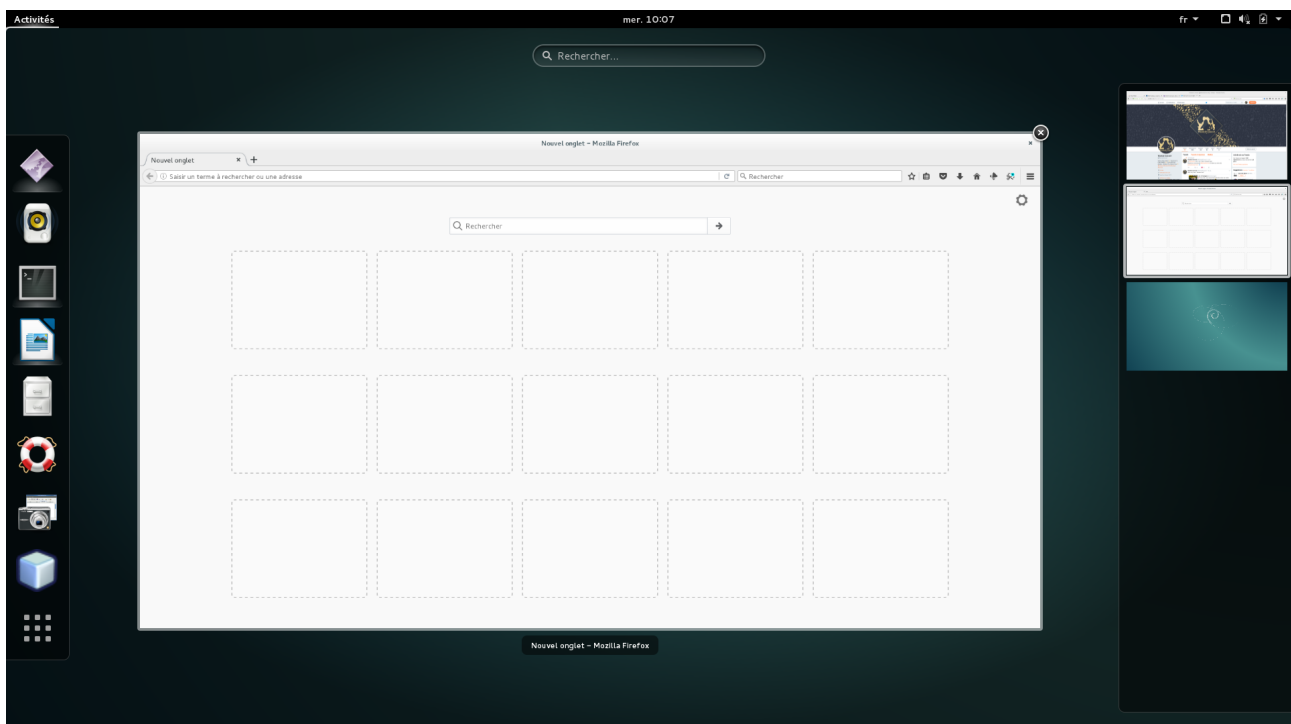 Activités
mer. 10:07
fr
Rechercher...
Nouvel onglet – Mozilla Firefox
Nouvel onglet
Saisir un terme à rechercher ou une adresse
Rechercher
Rechercher
Nouvel onglet – Mozilla Firefox